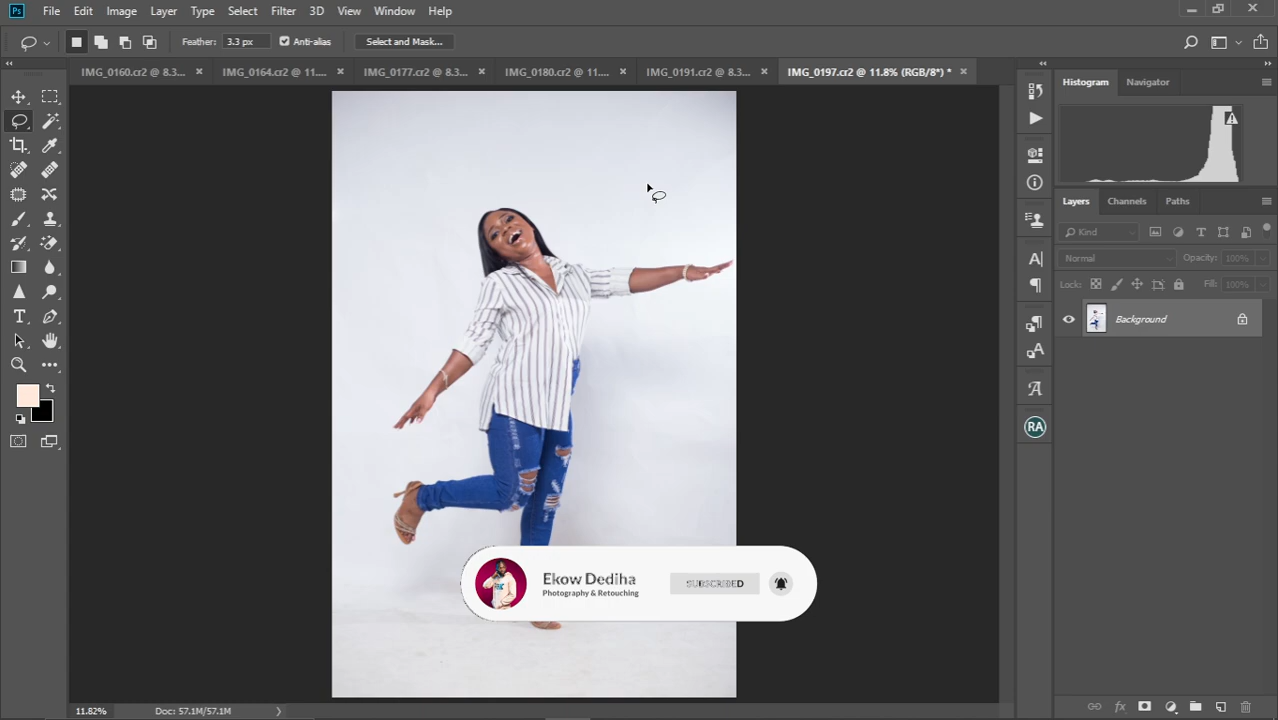 Ps File Edit Image Layer Type Select Filter 3D View Window Help
Feather: 3.3 px Anti-alias Select and Mask...
IMG_0160.cr2 @ 8.3... IMG_0164.cr2 @ 11.... IMG_0177.cr2 @ 8.3... IMG_0180.cr2 @ 11.... IMG_0191.cr2 @ 8.3... IMG_0197.cr2 @ 11.8% (RGB/8*) *
Histogram Navigator
Layers Channels Paths
Kind
Normal Opacity: 100%
Lock: Fill: 100%
Background
RA
Ekow Dediha
Photography & Retouching
SUBSCRIBED
11.82% Doc: 57.1M/57.1M